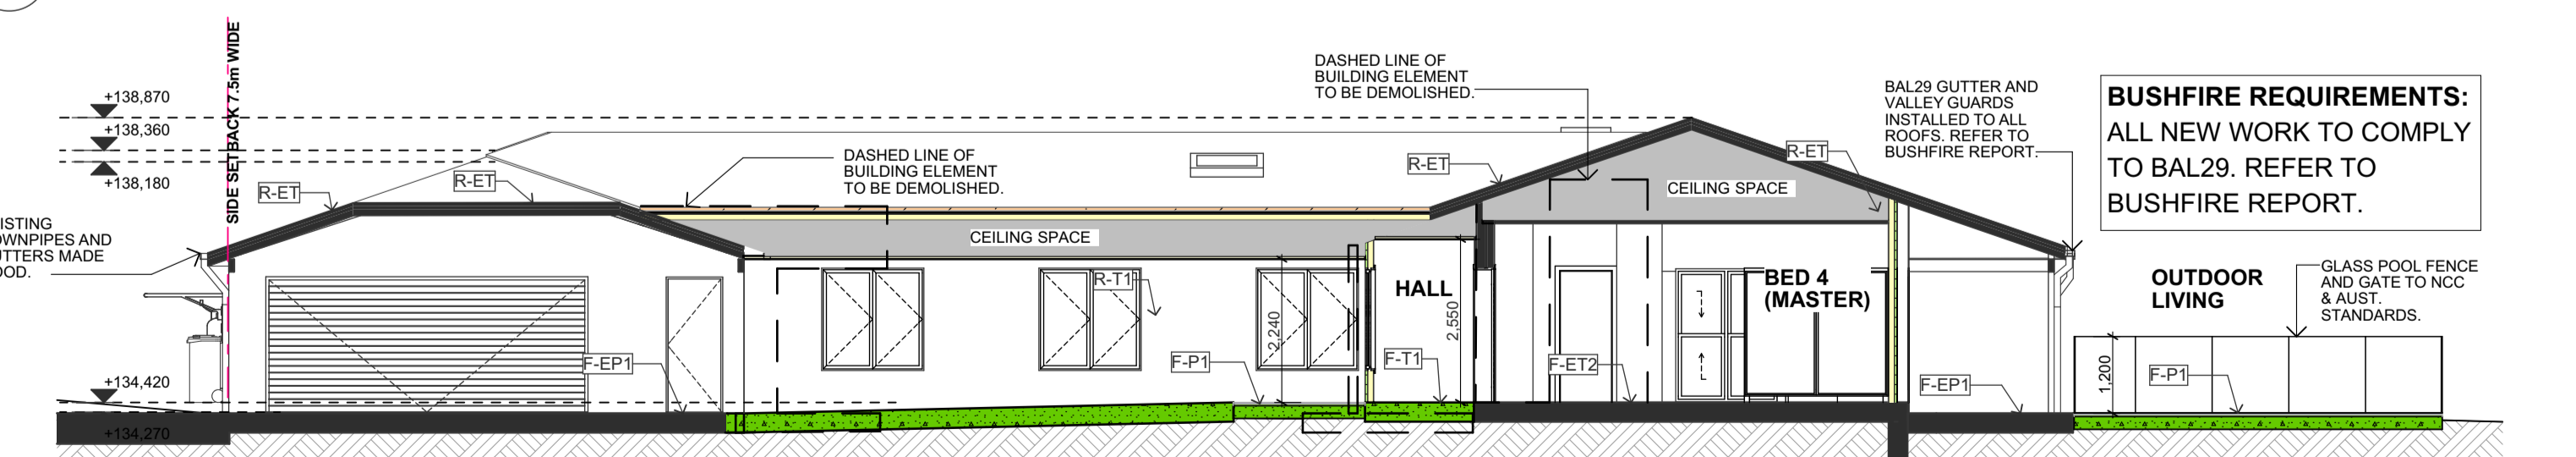 +138,870
+138,360
+138,180
SIDE SETBACK 7.5m WIDE
R-ET
R-ET
ISTING
OWNPIPES AND
UTTERS MADE
OOD.
DASHED LINE OF
BUILDING ELEMENT
TO BE DEMOLISHED.
DASHED LINE OF
BUILDING ELEMENT
TO BE DEMOLISHED.
R-ET
R-ET
CEILING SPACE
CEILING SPACE
BAL29 GUTTER AND
VALLEY GUARDS
INSTALLED TO ALL
ROOFS. REFER TO
BUSHFIRE REPORT.
BUSHFIRE REQUIREMENTS:
ALL NEW WORK TO COMPLY
TO BAL29. REFER TO
BUSHFIRE REPORT.
R-T1
HALL
2,240
2,550
BED 4
(MASTER)
OUTDOOR
LIVING
GLASS POOL FENCE
AND GATE TO NCC
& AUST.
STANDARDS.
F-EP1
F-P1
F-T1
F-ET2
F-EP1
1,200
F-P1
+134,420
+134,270